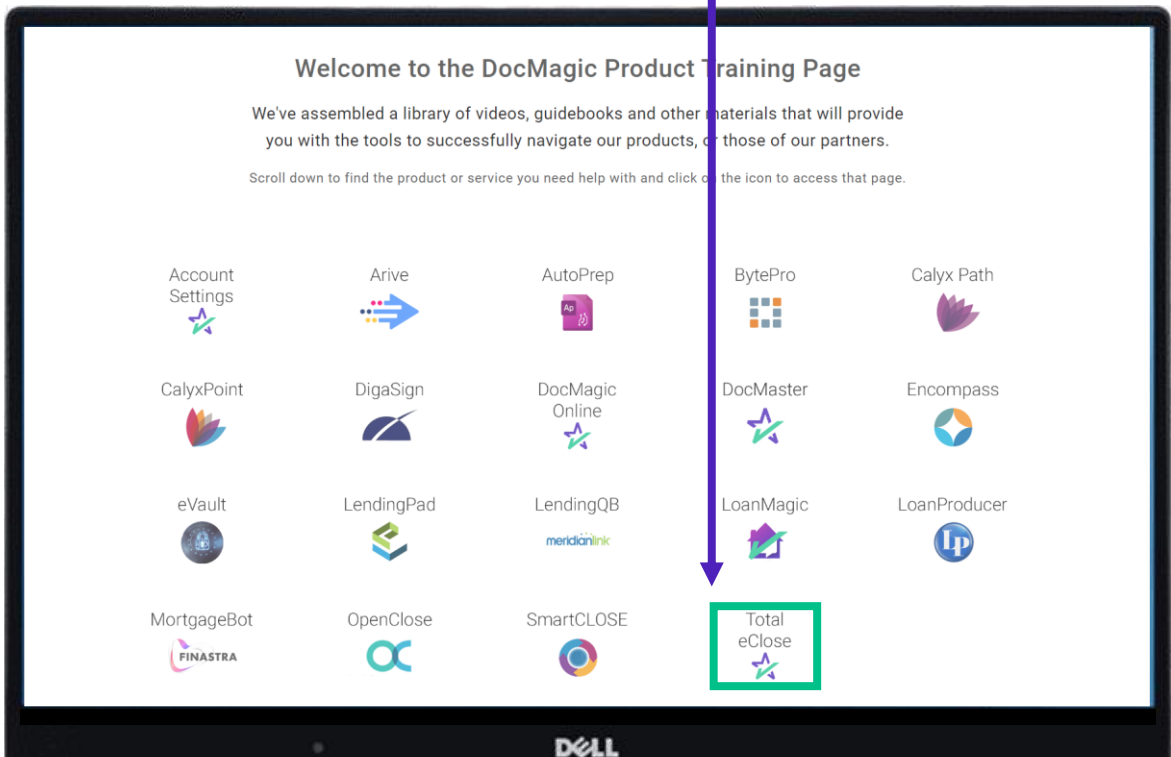 Welcome to the DocMagic Product Training Page
We've assembled a library of videos, guidebooks and other materials that will provide
you with the tools to successfully navigate our products, or those of our partners.
Scroll down to find the product or service you need help with and click on the icon to access that page.
Account
Settings
Arive
AutoPrep
Ap
BytePro
Calyx Path
CalyxPoint
DigaSign
DocMagic
Online
DocMaster
Encompass
eVault
LendingPad
LendingQB
meridianlink
LoanMagic
LoanProducer
LP
MortgageBot
FINASTRA
OpenClose
SmartCLOSE
Total
eClose
DELL